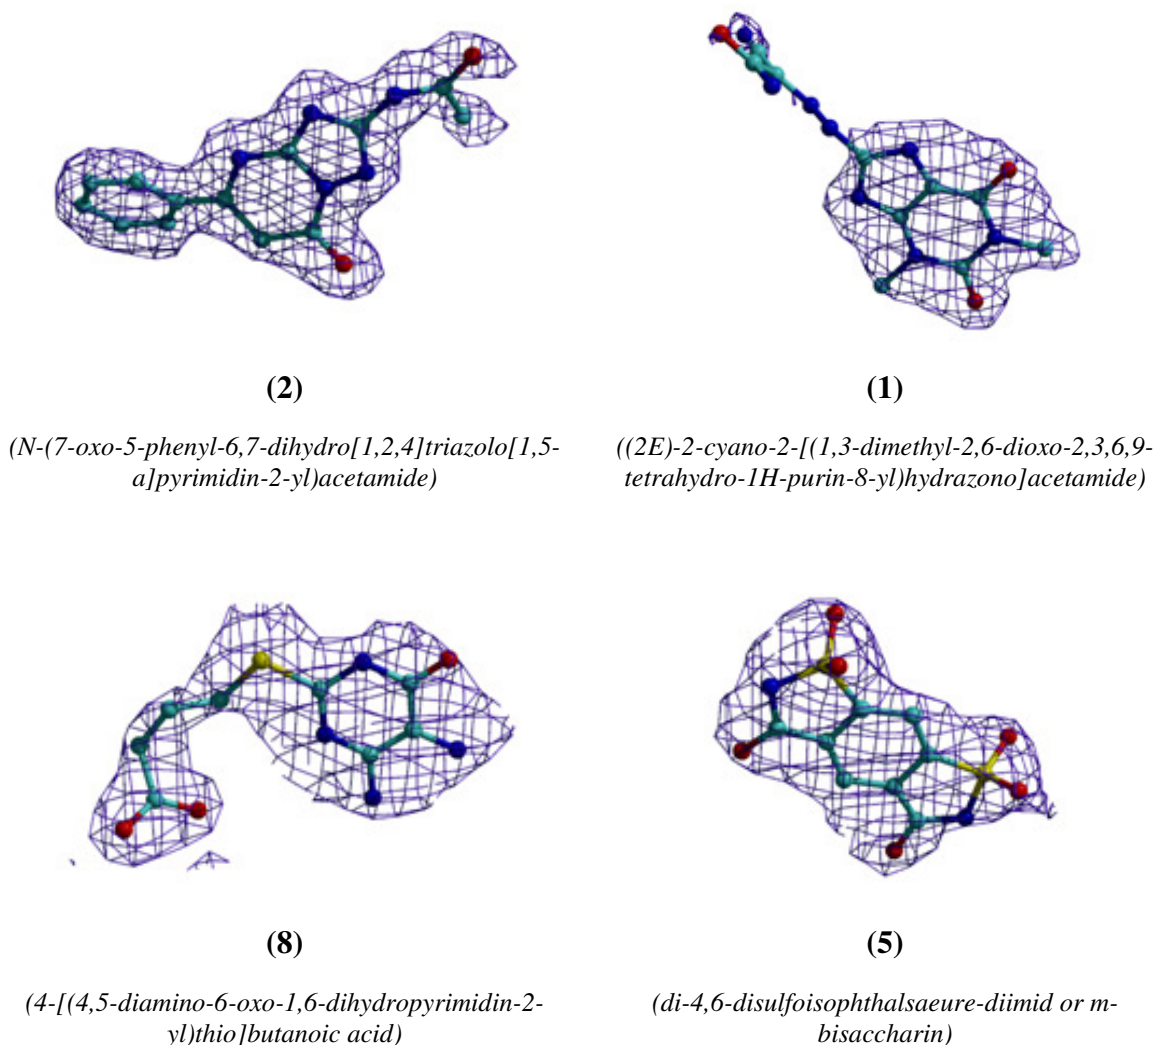 (2)
(N-(7-oxo-5-phenyl-6,7-dihydro[1,2,4]triazolo[1,5-
a]pyrimidin-2-yl)acetamide)
(1)
((2E)-2-cyano-2-[(1,3-dimethyl-2,6-dioxo-2,3,6,9-
tetrahydro-1H-purin-8-yl)hydrazono]acetamide)
(8)
(4-[(4,5-diamino-6-oxo-1,6-dihydropyrimidin-2-
yl)thio]butanoic acid)
(5)
(di-4,6-disulfoisophthalsaeure-diimid or m-
bisaccharin)